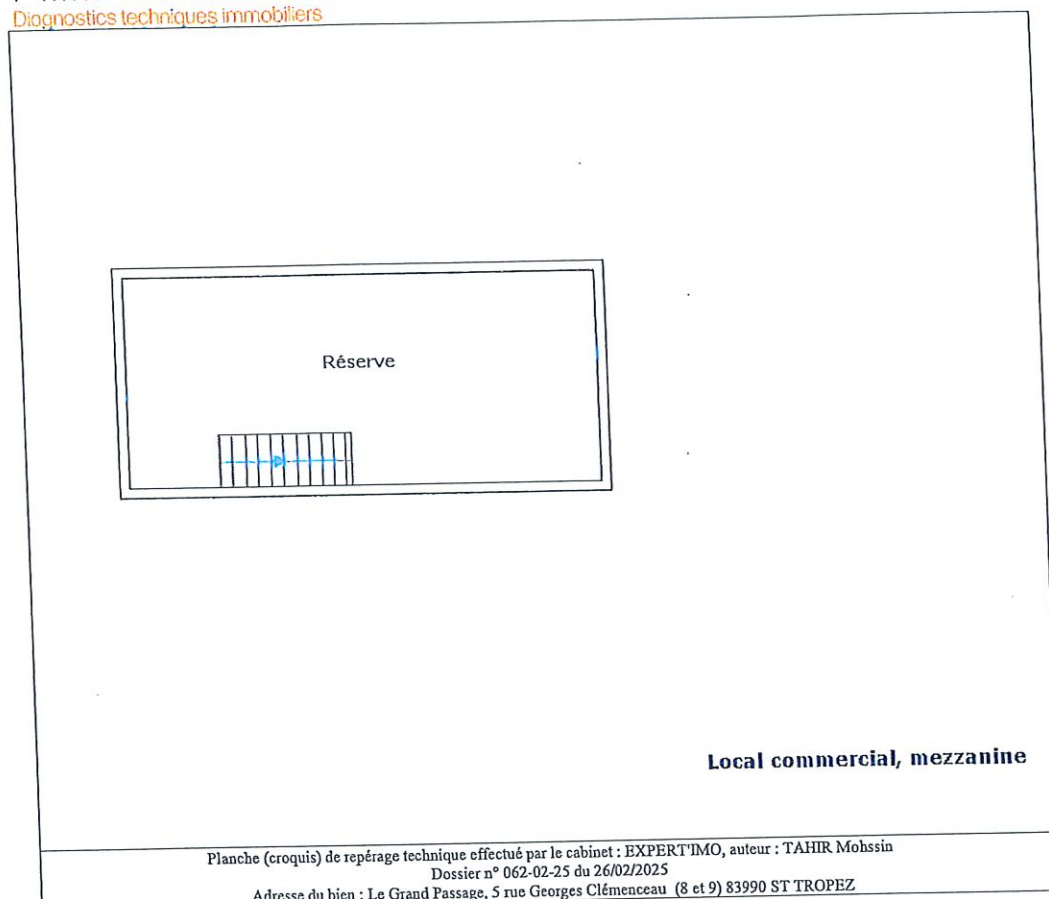 Diagnostics techniques immobiliers
Réserve
Local commercial, mezzanine
Planche (croquis) de repérage technique effectué par le cabinet : EXPERT'IMO, auteur : TAHIR Mohssin
Dossier n° 062-02-25 du 26/02/2025
Adresse du bien : Le Grand Passage, 5 rue Georges Clémenceau (8 et 9) 83990 ST TROPEZ